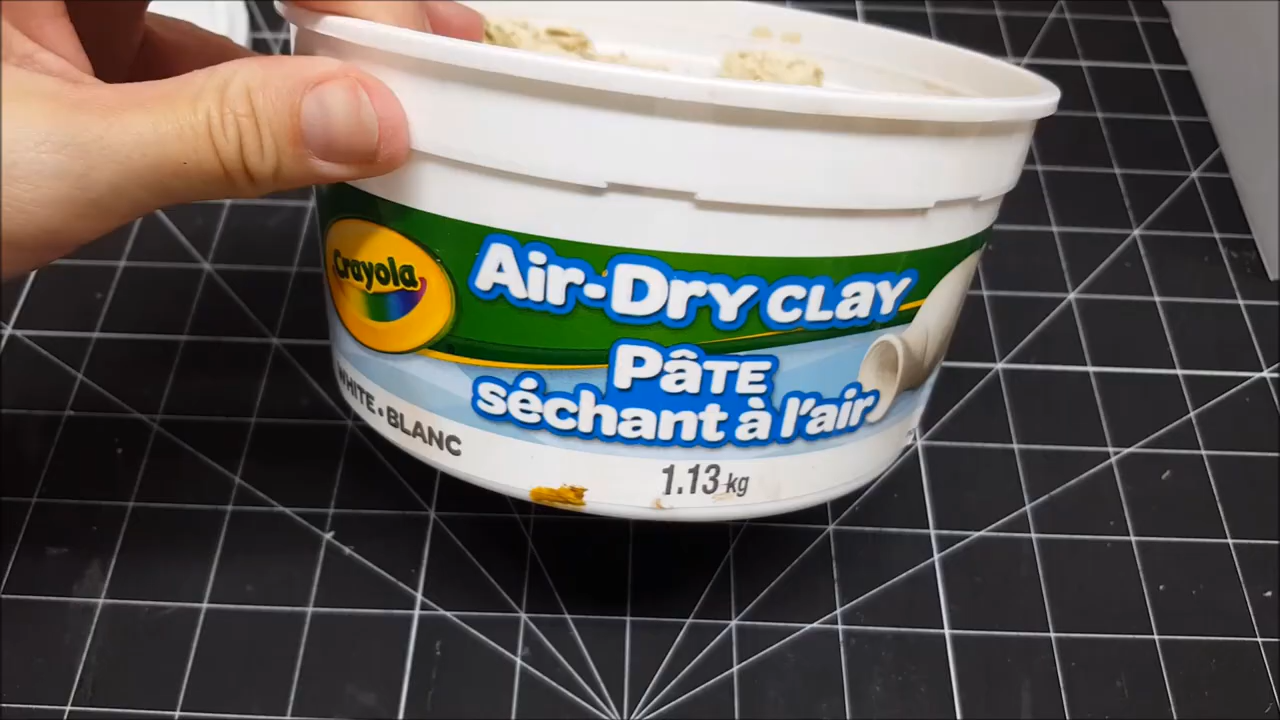 Crayola
Air-Dry CLay
PâTE
séchant à l'air
WHITE • BLANC
1.13 kg